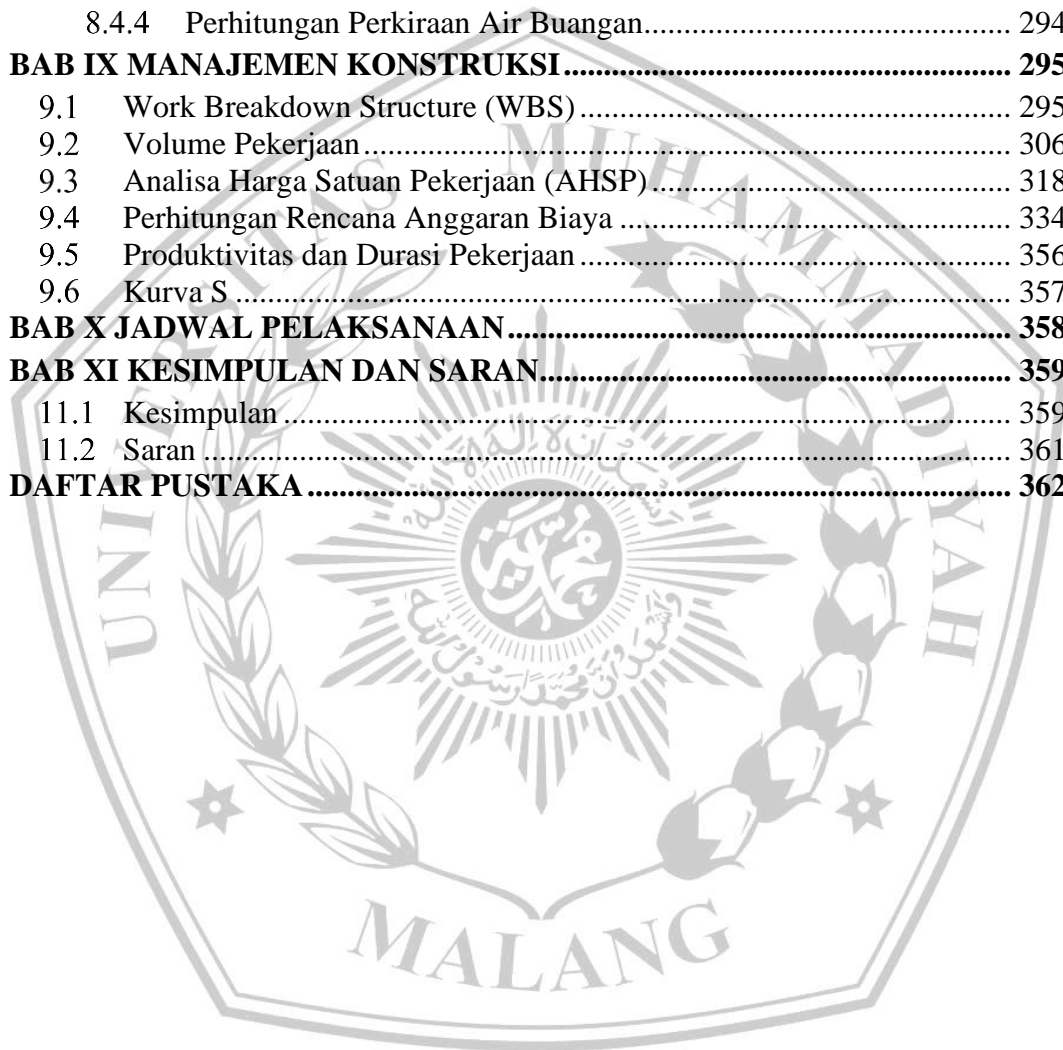 8.4.4 Perhitungan Perkiraan Air Buangan.......................................................... 294
BAB IX MANAJEMEN KONSTRUKSI.......................................................... 295
9.1 Work Breakdown Structure (WBS).......................................................... 295
9.2 Volume Pekerjaan.......................................................... 306
9.3 Analisa Harga Satuan Pekerjaan (AHSP).......................................................... 318
9.4 Perhitungan Rencana Anggaran Biaya.......................................................... 334
9.5 Produktivitas dan Durasi Pekerjaan.......................................................... 356
9.6 Kurva S.......................................................... 357
BAB X JADWAL PELAKSANAAN.......................................................... 358
BAB XI KESIMPULAN DAN SARAN.......................................................... 359
11.1 Kesimpulan.......................................................... 359
11.2 Saran.......................................................... 361
DAFTAR PUSTAKA.......................................................... 362
UNIVERSITAS MUHAMMADIYAH
MALANG